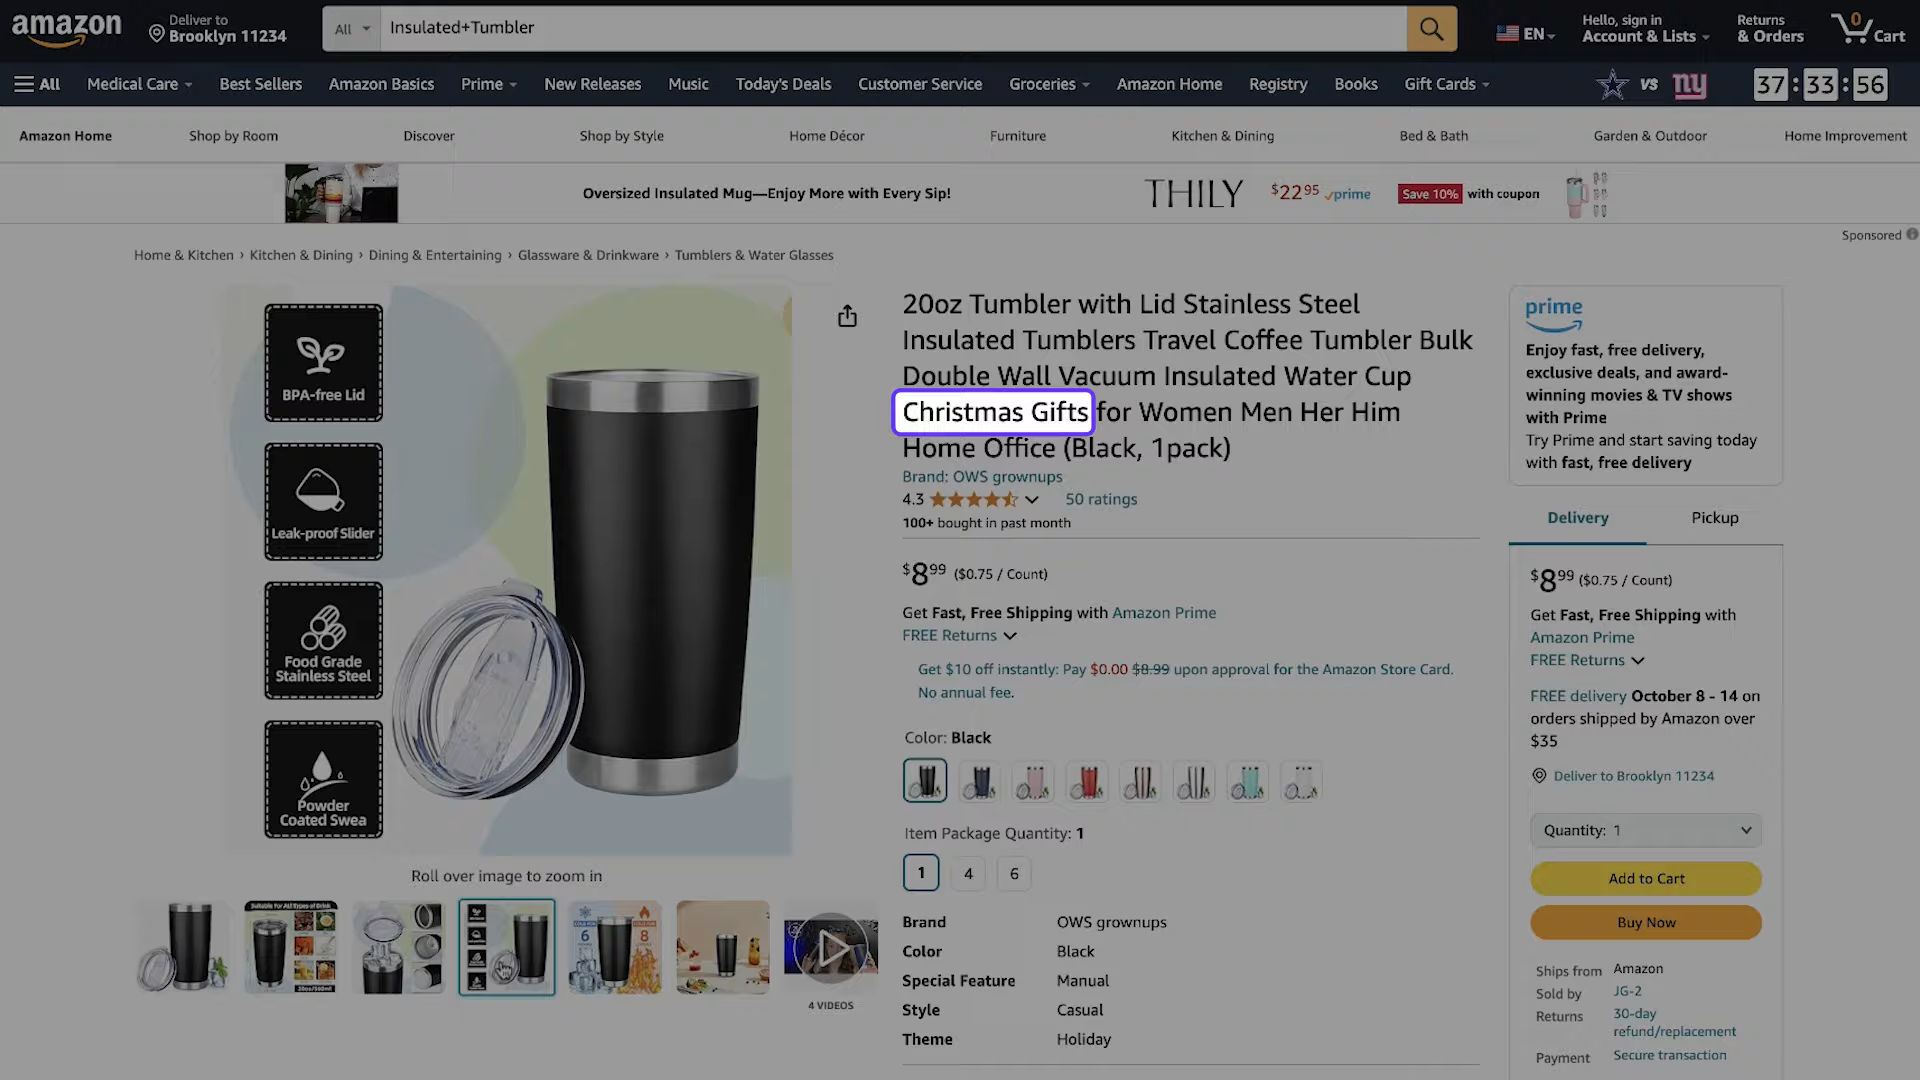 amazon
Deliver to
Brooklyn 11234
All
Insulated+Tumbler
EN
Hello, sign in
Account & Lists
Returns
& Orders
0
Cart
All
Medical Care
Best Sellers
Amazon Basics
Prime
New Releases
Music
Today's Deals
Customer Service
Groceries
Amazon Home
Registry
Books
Gift Cards
VS
ny
37 : 33 : 56
Amazon Home
Shop by Room
Discover
Shop by Style
Home Décor
Furniture
Kitchen & Dining
Bed & Bath
Garden & Outdoor
Home Improvement
Oversized Insulated Mug—Enjoy More with Every Sip!
THILY
$22.95 prime
Save 10% with coupon
Sponsored
Home & Kitchen › Kitchen & Dining › Dining & Entertaining › Glassware & Drinkware › Tumblers & Water Glasses
BPA-free Lid
Leak-proof Slider
Food Grade
Stainless Steel
Powder
Coated Swea
Roll over image to zoom in
Suitable For All Types of Drink
6
8
4 VIDEOS
20oz Tumbler with Lid Stainless Steel
Insulated Tumblers Travel Coffee Tumbler Bulk
Double Wall Vacuum Insulated Water Cup
Christmas Gifts for Women Men Her Him
Home Office (Black, 1pack)
Brand: OWS grownups
4.3
50 ratings
100+ bought in past month
$8.99 ($0.75 / Count)
Get Fast, Free Shipping with Amazon Prime
FREE Returns
Get $10 off instantly: Pay $0.00 $8.99 upon approval for the Amazon Store Card.
No annual fee.
Color: Black
Item Package Quantity: 1
1
4
6
Brand OWS grownups
Color Black
Special Feature Manual
Style Casual
Theme Holiday
prime
Enjoy fast, free delivery,
exclusive deals, and award-
winning movies & TV shows
with Prime
Try Prime and start saving today
with fast, free delivery
Delivery
Pickup
$8.99 ($0.75 / Count)
Get Fast, Free Shipping with
Amazon Prime
FREE Returns
FREE delivery October 8 - 14 on
orders shipped by Amazon over
$35
Deliver to Brooklyn 11234
Quantity: 1
Add to Cart
Buy Now
Ships from Amazon
Sold by JG-2
Returns 30-day
refund/replacement
Payment Secure transaction